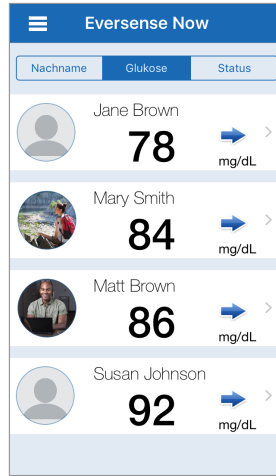 Eversense Now
Nachname Glukose Status
Jane Brown
78
mg/dL
Mary Smith
84
mg/dL
Matt Brown
86
mg/dL
Susan Johnson
92
mg/dL